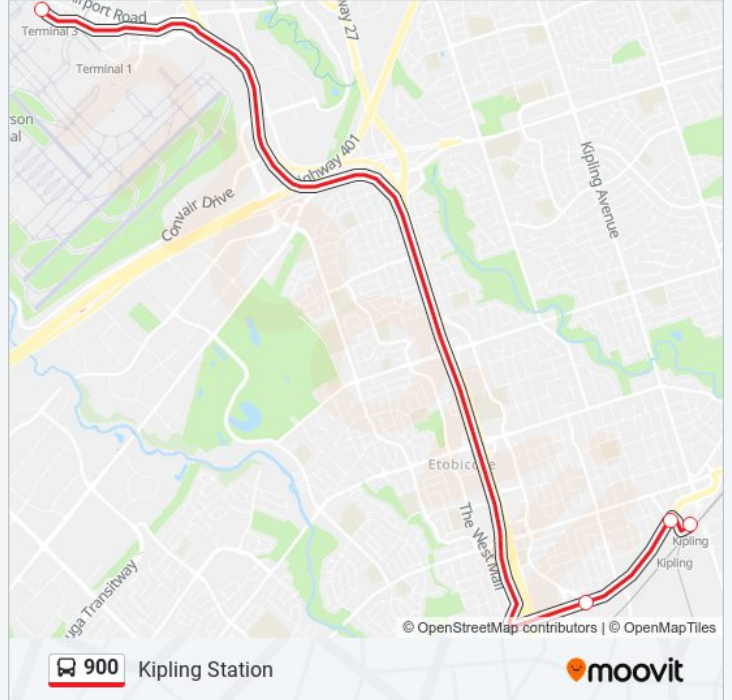 irport Road
Terminal 3
way 27
Terminal 1
son
al
Highway 401
Kipling Avenue
Convair Drive
Etobicoke
The West Mall
Kipling
Kipling
uga Transitway
© OpenStreetMap contributors | © OpenMapTiles
900 Kipling Station
moovit